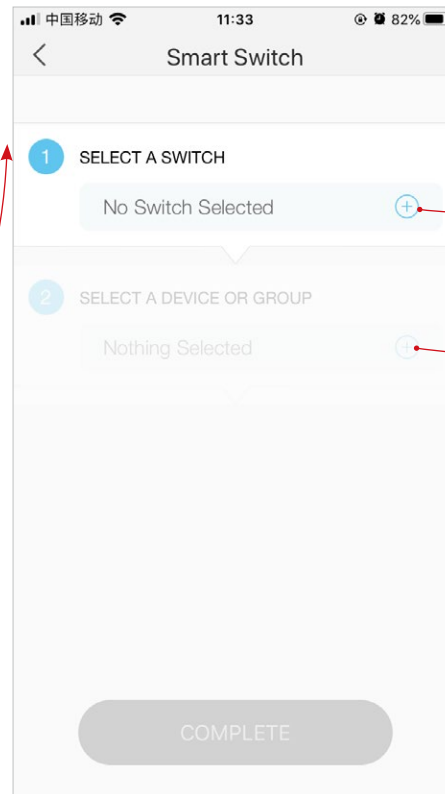 中国移动 11:33 82%
Smart Switch
1 SELECT A SWITCH
No Switch Selected
2 SELECT A DEVICE OR GROUP
Nothing Selected
COMPLETE